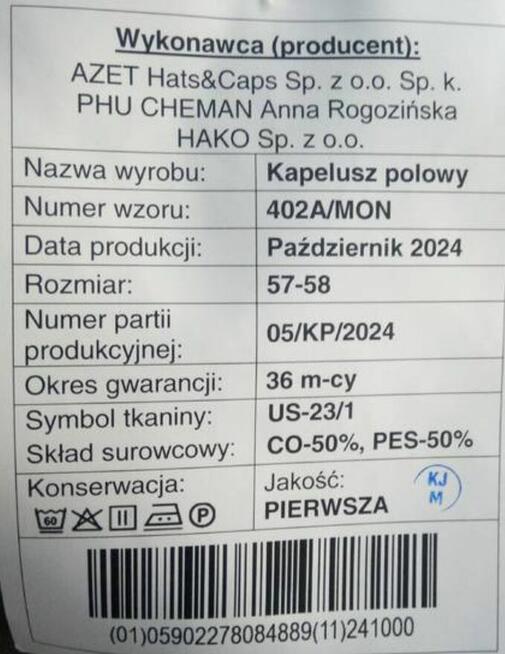 Wykonawca (producent):
AZET Hats&Caps Sp. z o.o. Sp. k.
PHU CHEMAN Anna Rogozińska
HAKO Sp. z o.o.
Nazwa wyrobu: Kapelusz polowy
Numer wzoru: 402A/MON
Data produkcji: Październik 2024
Rozmiar: 57-58
Numer partii
produkcyjnej: 05/KP/2024
Okres gwarancji: 36 m-cy
Symbol tkaniny: US-23/1
Skład surowcowy: CO-50%, PES-50%
Konserwacja: Jakość:
60 P PIERWSZA
KJ
M
(01)05902278084889(11)241000